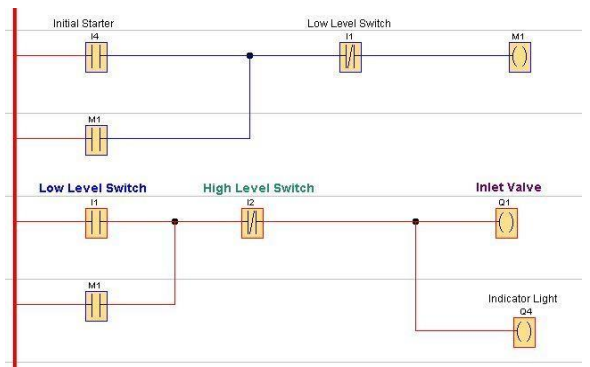 Initial Starter
Low Level Switch
I4
I1
M1
M1
Low Level Switch
High Level Switch
Inlet Valve
I1
I2
Q1
M1
Indicator Light
Q4